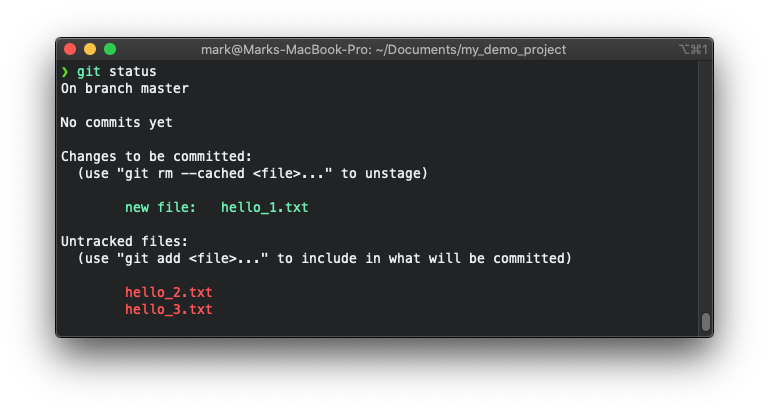 mark@Marks-MacBook-Pro: ~/Documents/my_demo_project ⌥⌘1
❯ git status
On branch master
No commits yet
Changes to be committed:
(use "git rm --cached <file>..." to unstage)
new file: hello_1.txt
Untracked files:
(use "git add <file>..." to include in what will be committed)
hello_2.txt
hello_3.txt